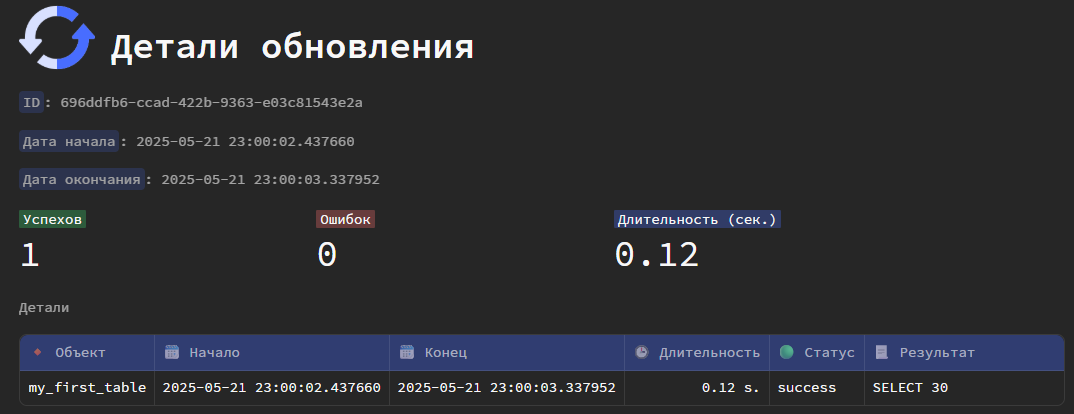 Детали обновления
ID: 696ddfb6-ccad-422b-9363-e03c81543e2a
Дата начала: 2025-05-21 23:00:02.437660
Дата окончания: 2025-05-21 23:00:03.337952
Успехов Ошибок Длительность (сек.)
1 0 0.12
Детали
Объект Начало Конец Длительность Статус Результат
my_first_table 2025-05-21 23:00:02.437660 2025-05-21 23:00:03.337952 0.12 s. success SELECT 30